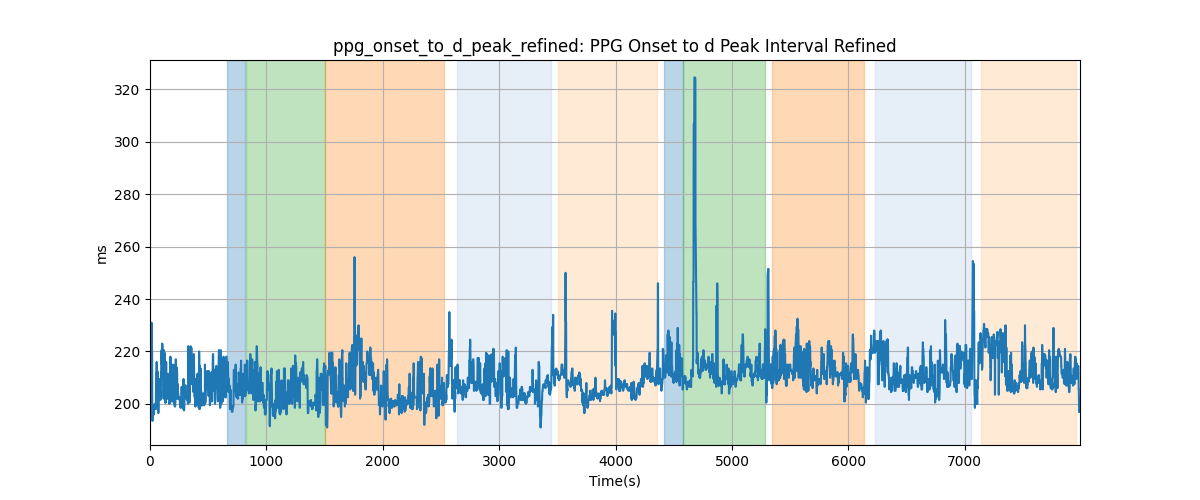 ppg_onset_to_d_peak_refined: PPG Onset to d Peak Interval Refined
320
300
280
260
240
220
200
ms
0 1000 2000 3000 4000 5000 6000 7000
Time(s)